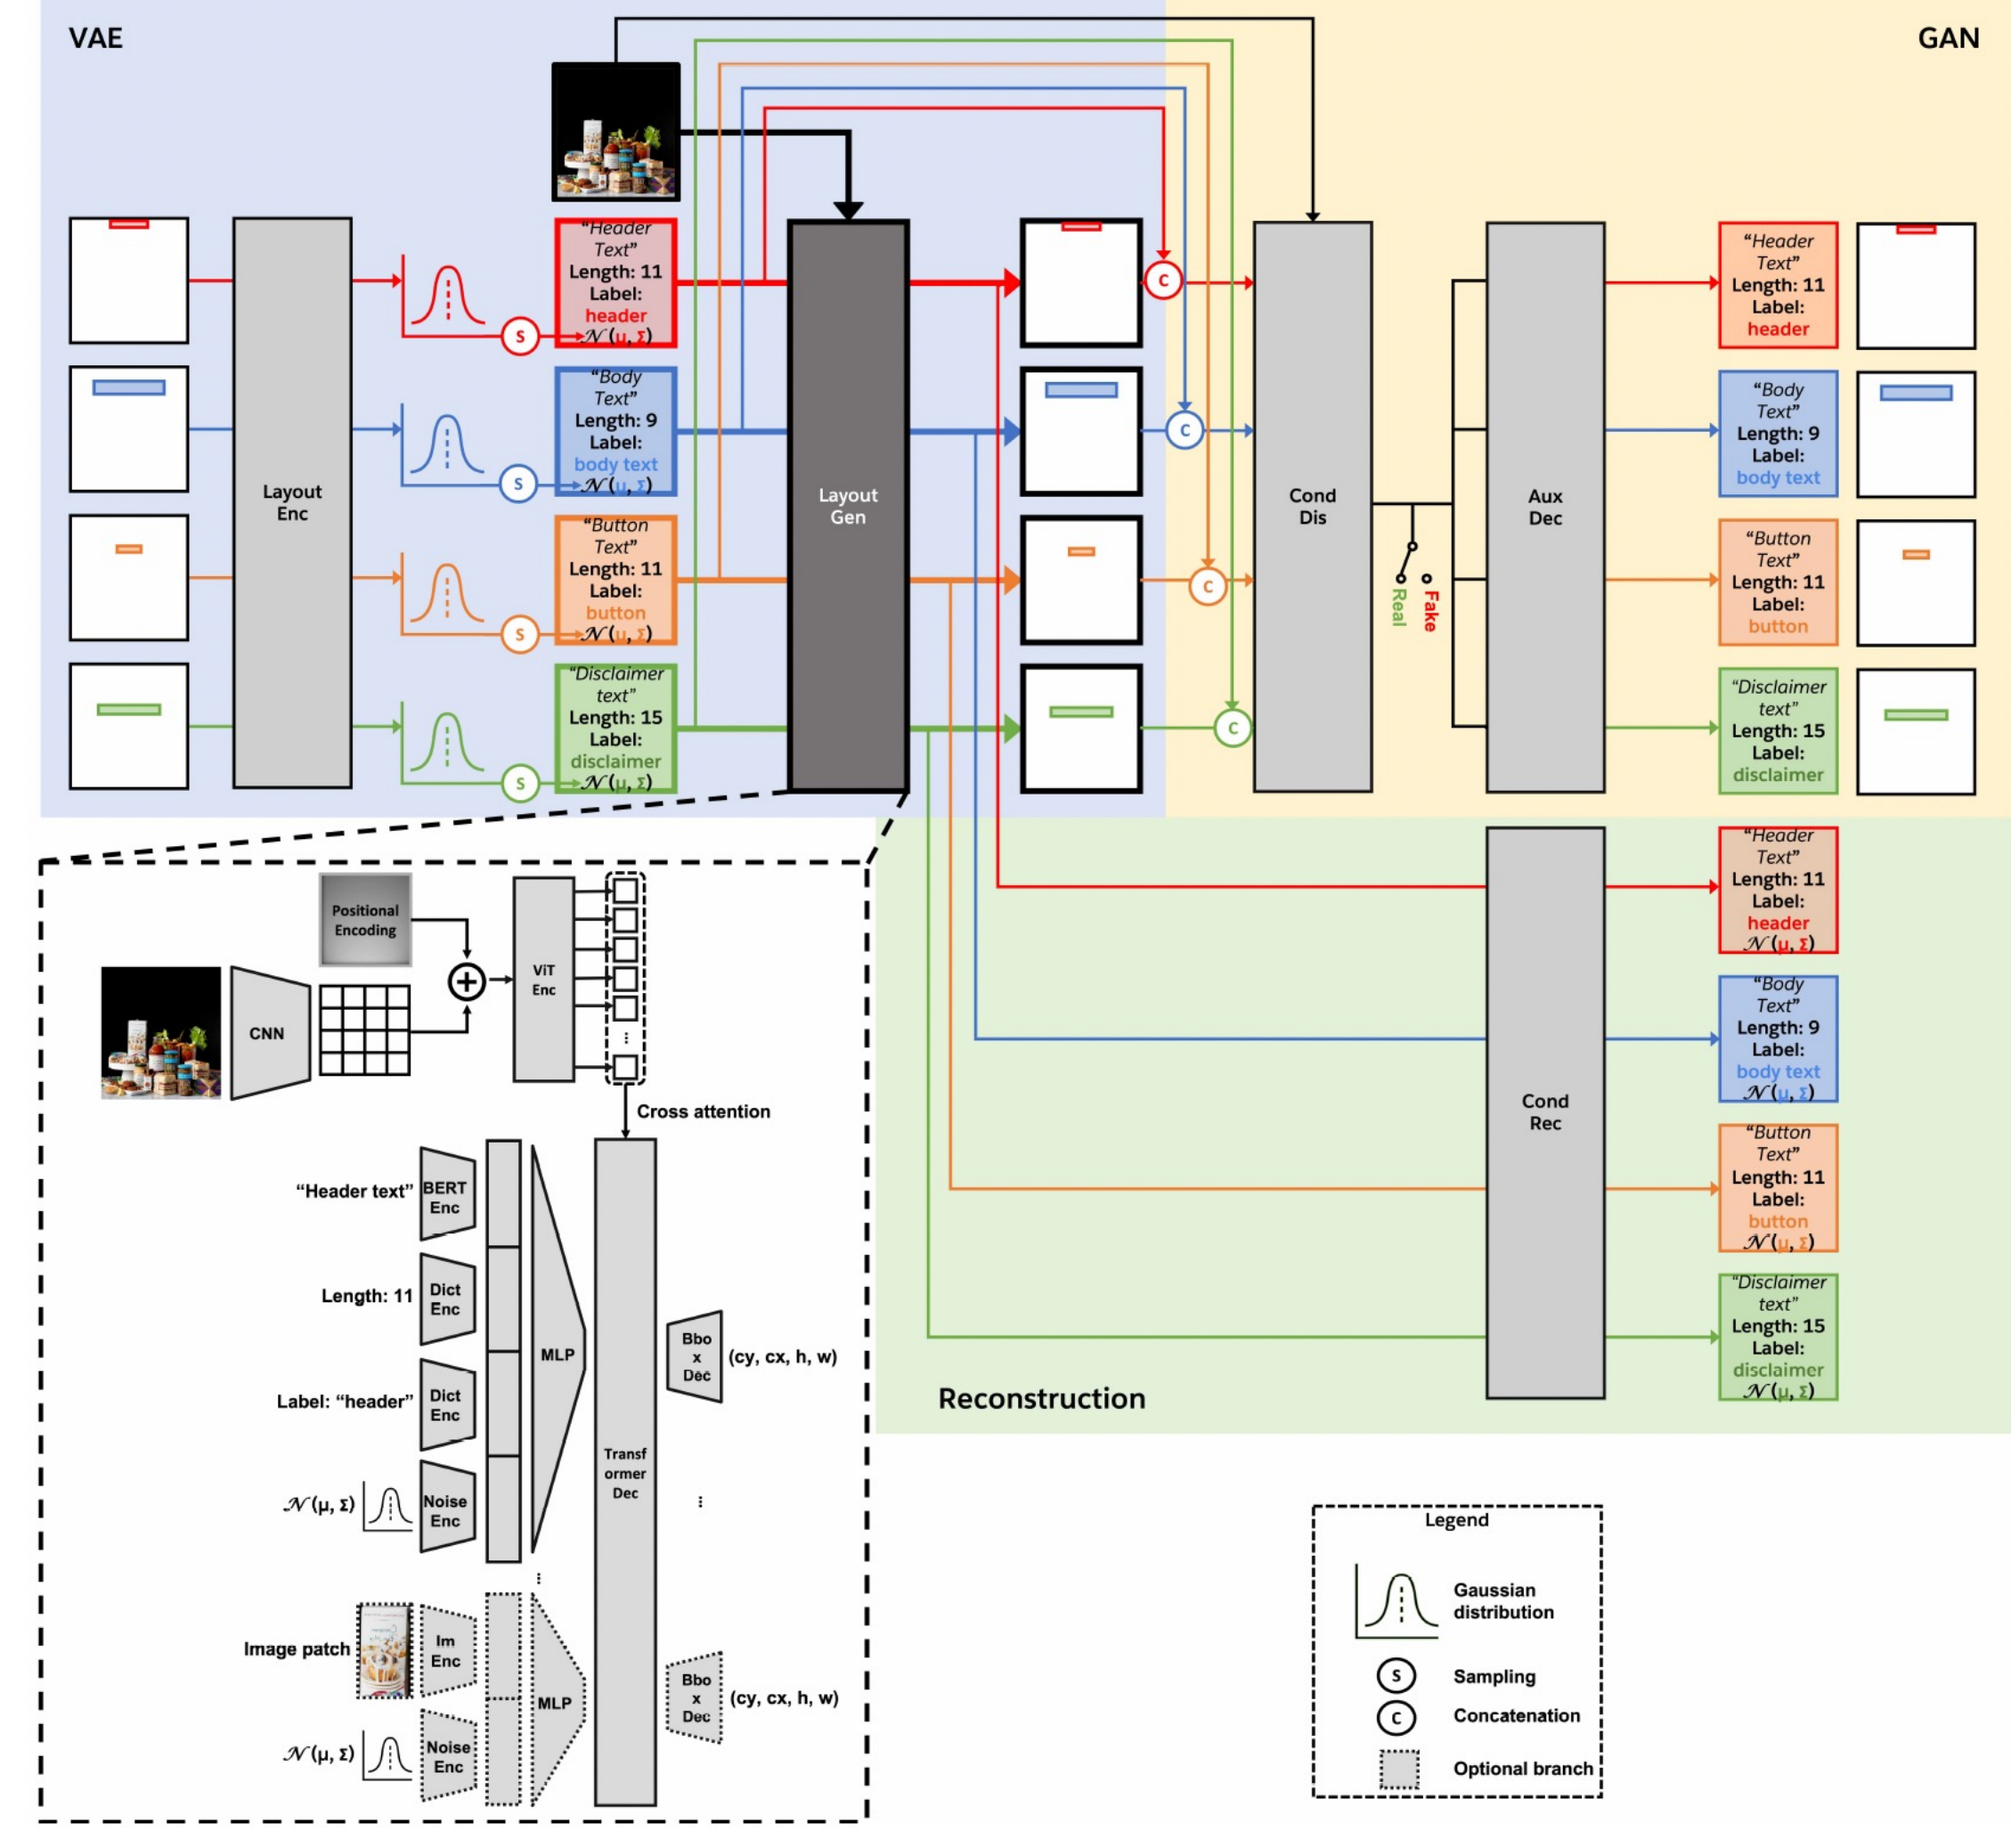 VAE
GAN
“Header
Text”
Length: 11
Label:
header
𝒩 (μ, Σ)
S
“Body
Text”
Length: 9
Label:
body text
𝒩 (μ, Σ)
S
“Button
Text”
Length: 11
Label:
button
𝒩 (μ, Σ)
S
“Disclaimer
text”
Length: 15
Label:
disclaimer
𝒩 (μ, Σ)
S
Layout
Enc
Layout
Gen
C
C
C
C
Cond
Dis
Real
Fake
Aux
Dec
“Header
Text”
Length: 11
Label:
header
“Body
Text”
Length: 9
Label:
body text
“Button
Text”
Length: 11
Label:
button
“Disclaimer
text”
Length: 15
Label:
disclaimer
Cond
Rec
“Header
Text”
Length: 11
Label:
header
𝒩 (μ, Σ)
“Body
Text”
Length: 9
Label:
body text
𝒩 (μ, Σ)
“Button
Text”
Length: 11
Label:
button
𝒩 (μ, Σ)
“Disclaimer
text”
Length: 15
Label:
disclaimer
𝒩 (μ, Σ)
Reconstruction
Positional
Encoding
CNN
ViT
Enc
Cross attention
“Header text”
BERT
Enc
Length: 11
Dict
Enc
Label: “header”
Dict
Enc
𝒩 (μ, Σ)
Noise
Enc
MLP
Transf
ormer
Dec
Bbo
x
Dec
(cy, cx, h, w)
Image patch
Im
Enc
𝒩 (μ, Σ)
Noise
Enc
MLP
Bbo
x
Dec
(cy, cx, h, w)
Legend
Gaussian
distribution
S
Sampling
C
Concatenation
Optional branch